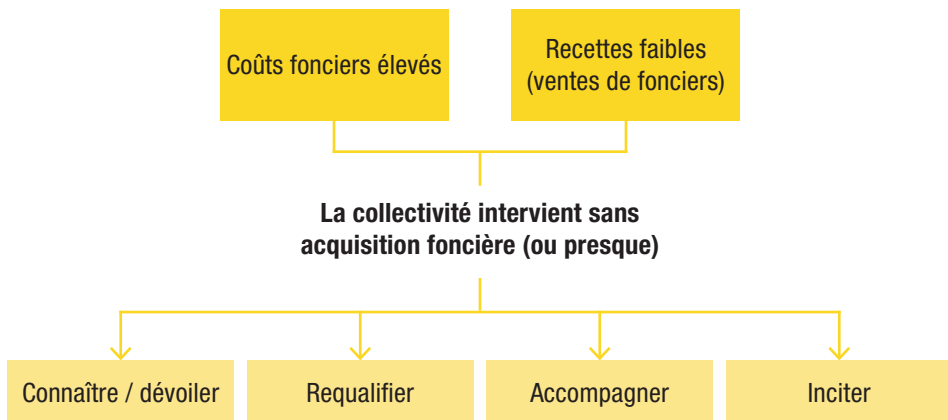 Coûts fonciers élevés
Recettes faibles
(ventes de fonciers)
La collectivité intervient sans
acquisition foncière (ou presque)
Connaître / dévoiler
Requalifier
Accompagner
Inciter